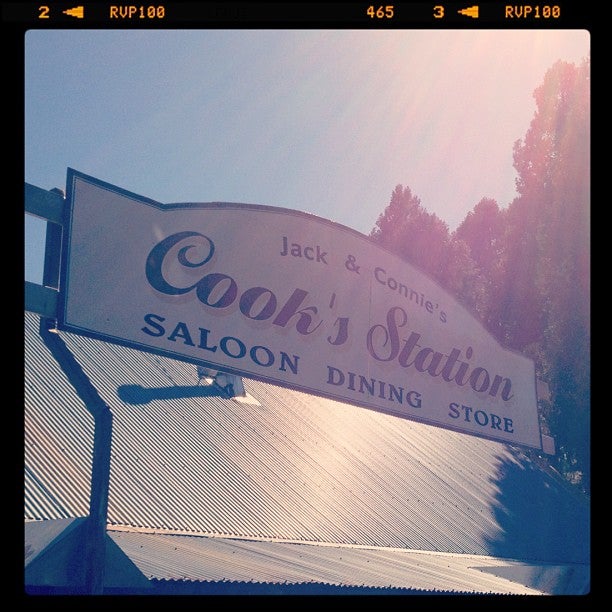 2 RVP100 465 3 RVP100
Jack & Connie's
Cook's Station
SALOON DINING STORE